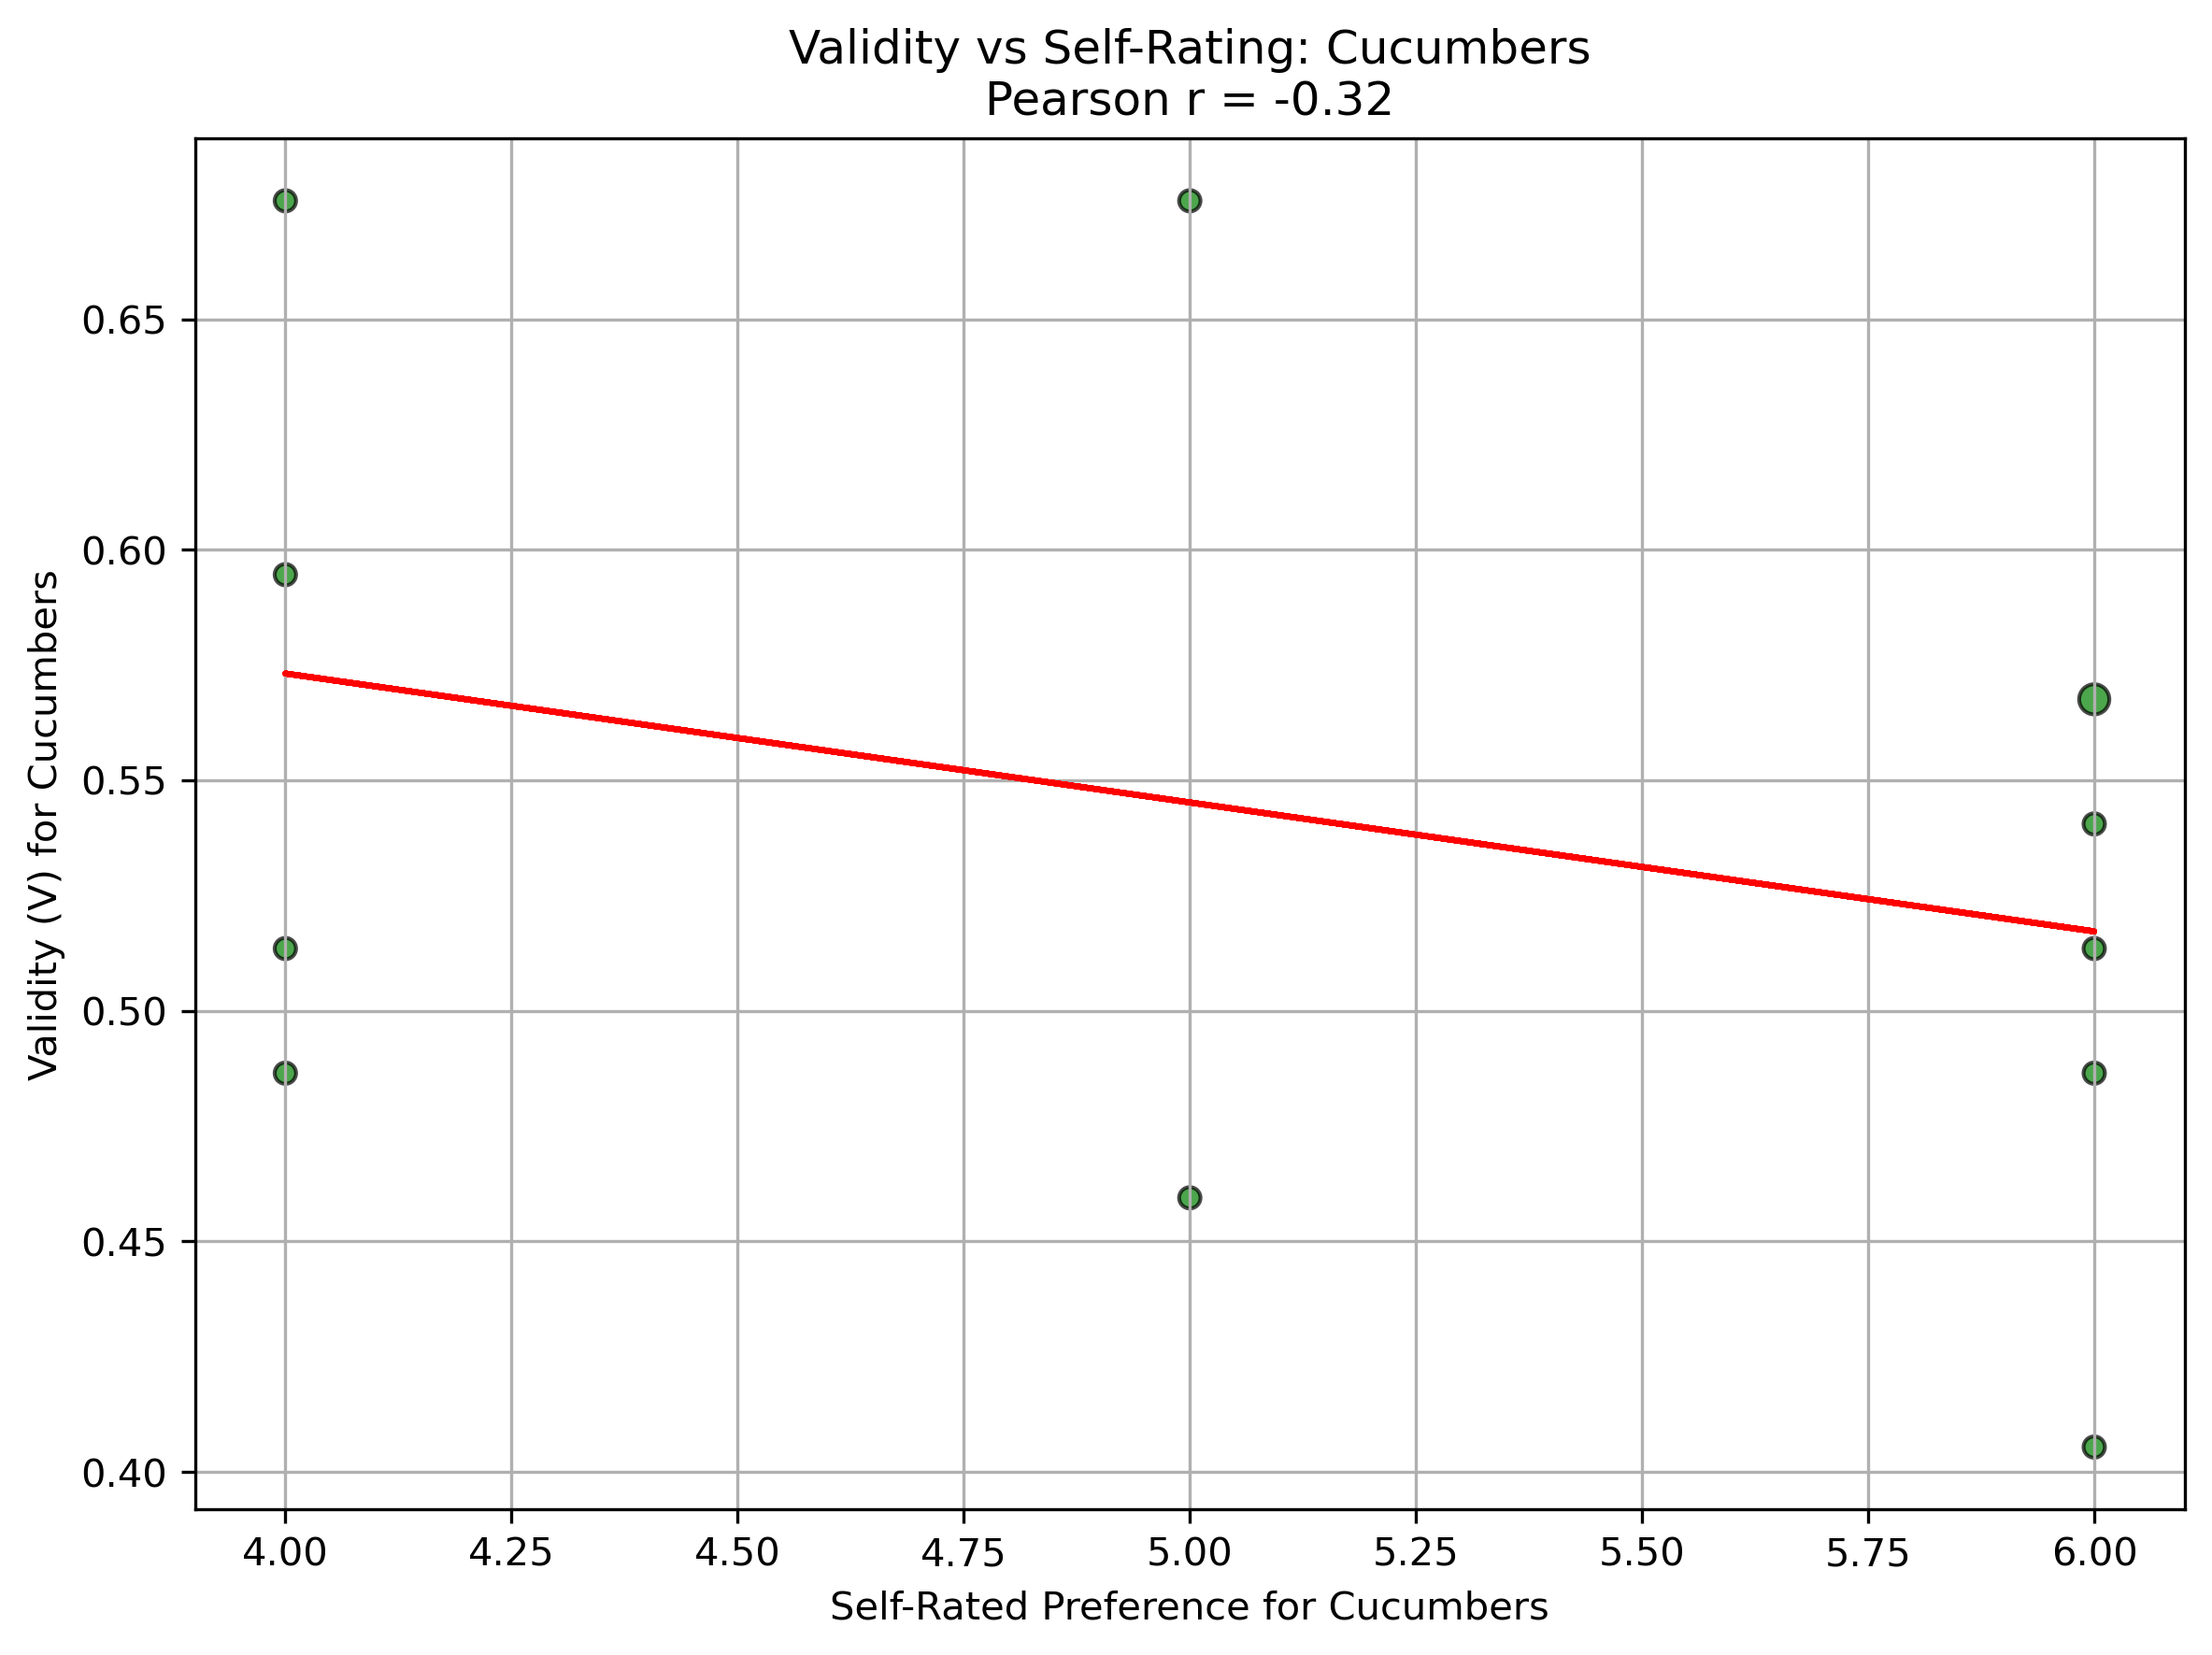 Validity vs Self-Rating: Cucumbers
Pearson r = -0.32
Validity (V) for Cucumbers
0.65
0.60
0.55
0.50
0.45
0.40
4.00 4.25 4.50 4.75 5.00 5.25 5.50 5.75 6.00
Self-Rated Preference for Cucumbers